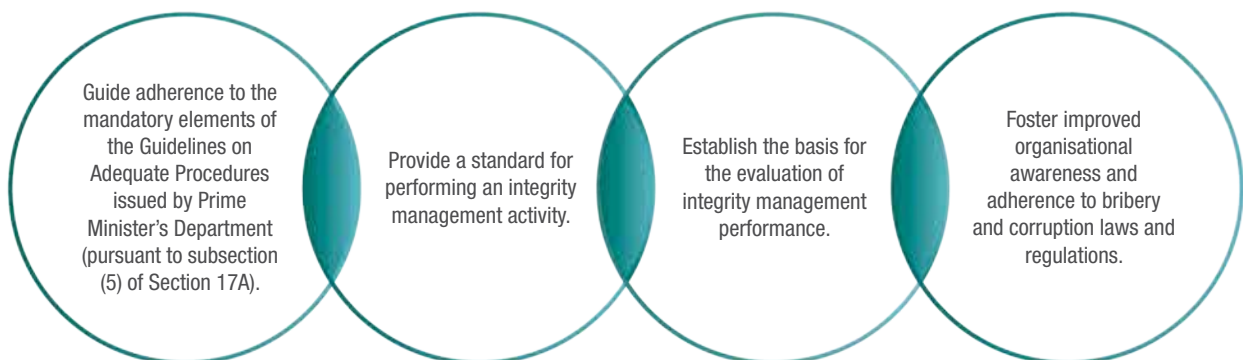 Guide adherence to the
mandatory elements of
the Guidelines on
Adequate Procedures
issued by Prime
Minister’s Department
(pursuant to subsection
(5) of Section 17A).
Provide a standard for
performing an integrity
management activity.
Establish the basis for
the evaluation of
integrity management
performance.
Foster improved
organisational
awareness and
adherence to bribery
and corruption laws and
regulations.